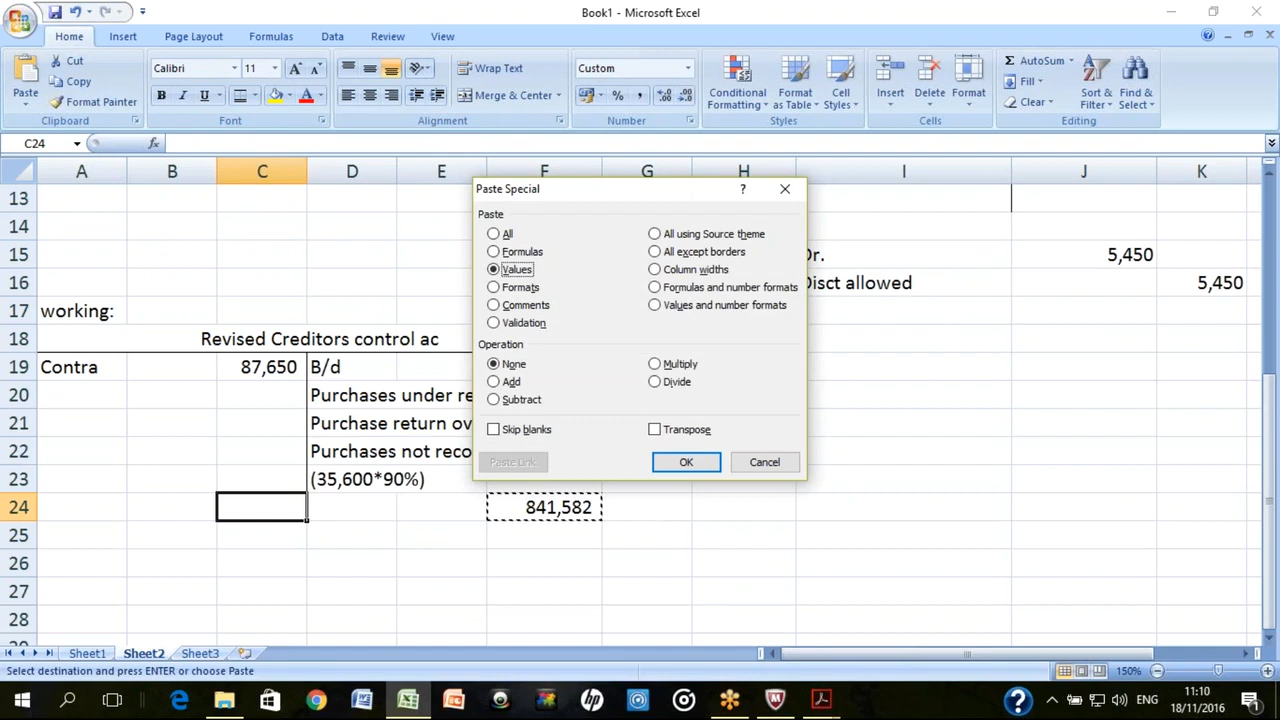 Book1 - Microsoft Excel
Home Insert Page Layout Formulas Data Review View
Paste
Cut
Copy
Format Painter
Clipboard
Calibri 11
B I U
Font
Wrap Text
Merge & Center
Alignment
Custom
% ,
Number
Conditional Formatting
Format as Table
Cell Styles
Styles
Insert Delete Format
Cells
AutoSum
Fill
Clear
Sort & Filter
Find & Select
Editing
C24 fx
A B C D E F G H I J K
13
14
15 Dr. 5,450
16 Disct allowed 5,450
17 working:
18 Revised Creditors control ac
19 Contra 87,650 B/d
20 Purchases under re
21 Purchase return ov
22 Purchases not reco
23 (35,600*90%)
24 841,582
25
26
27
28
Paste Special ?
Paste
All All using Source theme
Formulas All except borders
Values Column widths
Formats Formulas and number formats
Comments Values and number formats
Validation
Operation
None Multiply
Add Divide
Subtract
Skip blanks Transpose
Paste Link OK Cancel
Sheet1 Sheet2 Sheet3
Select destination and press ENTER or choose Paste 150%
ENG 11:10
18/11/2016